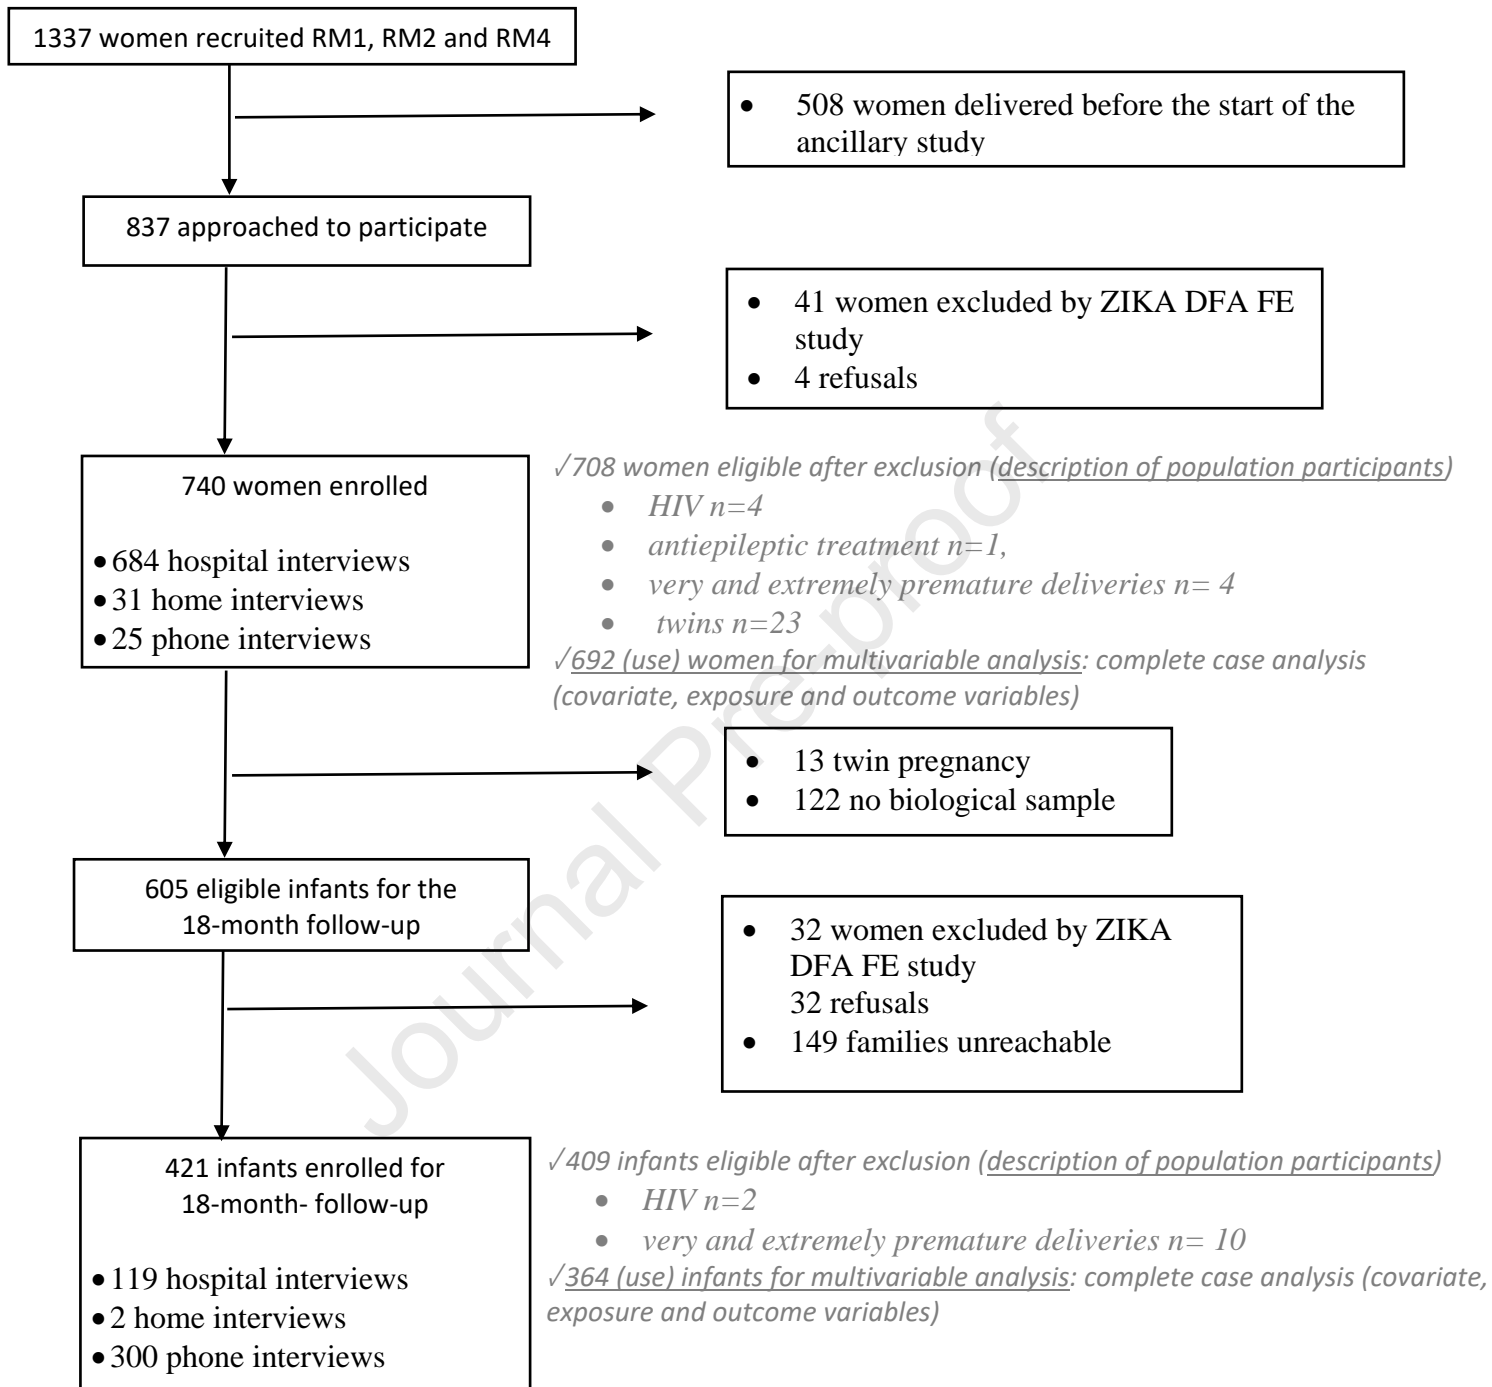 1337 women recruited RM1, RM2 and RM4
• 508 women delivered before the start of the
ancillary study
837 approached to participate
• 41 women excluded by ZIKA DFA FE
study
• 4 refusals
740 women enrolled
• 684 hospital interviews
• 31 home interviews
• 25 phone interviews
√708 women eligible after exclusion (description of population participants)
• HIV n=4
• antiepileptic treatment n=1,
• very and extremely premature deliveries n= 4
• twins n=23
√692 (use) women for multivariable analysis: complete case analysis
(covariate, exposure and outcome variables)
• 13 twin pregnancy
• 122 no biological sample
605 eligible infants for the
18-month follow-up
• 32 women excluded by ZIKA
DFA FE study
32 refusals
• 149 families unreachable
421 infants enrolled for
18-month- follow-up
• 119 hospital interviews
• 2 home interviews
• 300 phone interviews
√409 infants eligible after exclusion (description of population participants)
• HIV n=2
• very and extremely premature deliveries n= 10
√364 (use) infants for multivariable analysis: complete case analysis (covariate,
exposure and outcome variables)
Journal Pre-proof